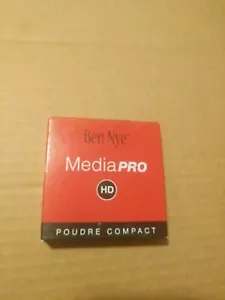 Ben Nye
MediaPRO
HD
POUDRE COMPACT